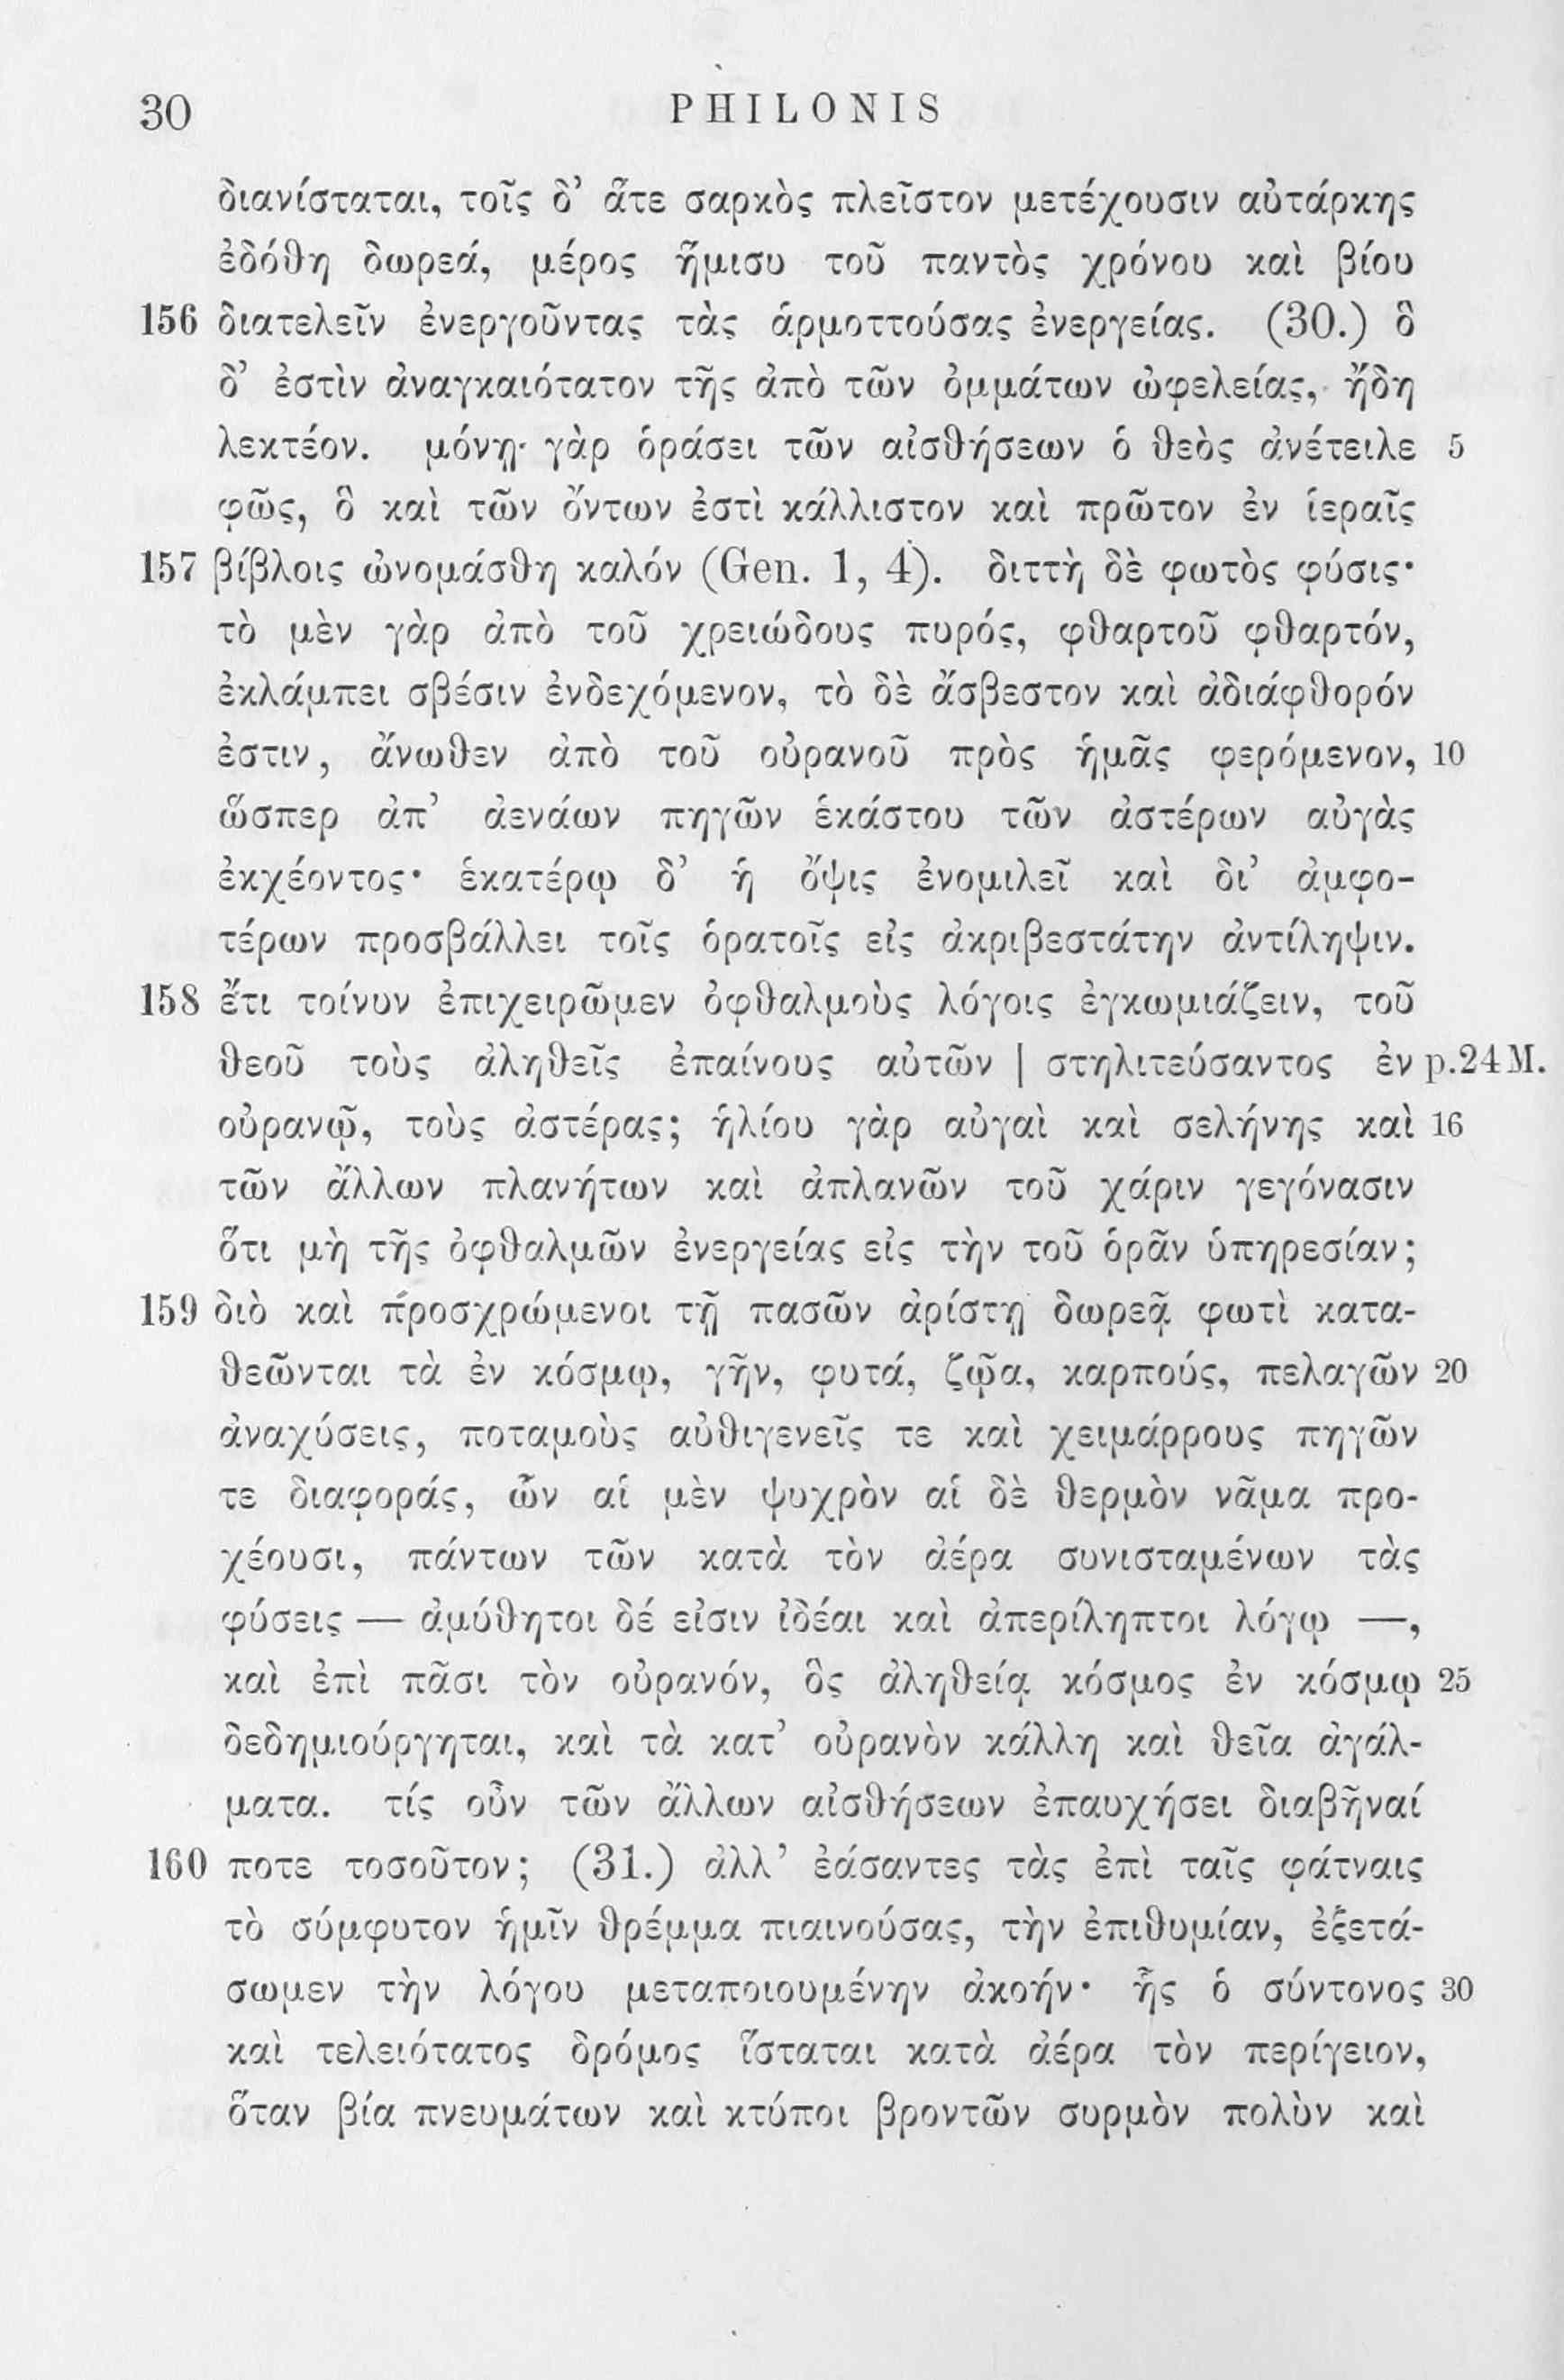 30 PHILONIS
διανίσταται, τοῖς δ’ ἅτε σαρκὸς πλεῖστον μετέχουσιν αὐτάρκης
ἐδόθη δωρεά, μέρος ἥμισυ τοῦ παντὸς χρόνου καὶ βίου
156 διατελεῖν ἐνεργοῦντας τὰς ἁρμοττούσας ἐνεργείας. (30.) ὃ
δ’ ἐστὶν ἀναγκαιότατον τῆς ἀπὸ τῶν ὀμμάτων ὠφελείας, ἤδη
λεκτέον. μόνῃ γὰρ ὁράσει τῶν αἰσθήσεων ὁ θεὸς ἀνέτειλε 5
φῶς, ὃ καὶ τῶν ὄντων ἐστὶ κάλλιστον καὶ πρῶτον ἐν ἱεραῖς
157 βίβλοις ὠνομάσθη καλόν (Gen. 1, 4). διττὴ δὲ φωτὸς φύσις·
τὸ μὲν γὰρ ἀπὸ τοῦ χρειώδους πυρός, φθαρτοῦ φθαρτόν,
ἐκλάμπει σβέσιν ἐνδεχόμενον, τὸ δὲ ἄσβεστον καὶ ἀδιάφθορόν
ἐστιν, ἄνωθεν ἀπὸ τοῦ οὐρανοῦ πρὸς ἡμᾶς φερόμενον, 10
ὥσπερ ἀπ’ ἀενάων πηγῶν ἑκάστου τῶν ἀστέρων αὐγὰς
ἐκχέοντος· ἑκατέρῳ δ’ ἡ ὄψις ἐνομιλεῖ καὶ δι’ ἀμφο-
τέρων προσβάλλει τοῖς ὁρατοῖς εἰς ἀκριβεστάτην ἀντίληψιν.
158 ἔτι τοίνυν ἐπιχειρῶμεν ὀφθαλμοὺς λόγοις ἐγκωμιάζειν, τοῦ
θεοῦ τοὺς ἀληθεῖς ἐπαίνους αὐτῶν | στηλιτεύσαντος ἐν p.24 M.
οὐρανῷ, τοὺς ἀστέρας; ἡλίου γὰρ αὐγαὶ καὶ σελήνης καὶ 16
τῶν ἄλλων πλανήτων καὶ ἀπλανῶν τοῦ χάριν γεγόνασιν
ὅτι μὴ τῆς ὀφθαλμῶν ἐνεργείας εἰς τὴν τοῦ ὁρᾶν ὑπηρεσίαν;
159 διὸ καὶ προσχρώμενοι τῇ πασῶν ἀρίστῃ δωρεᾷ φωτὶ κατα-
θεῶνται τὰ ἐν κόσμῳ, γῆν, φυτά, ζῷα, καρπούς, πελαγῶν 20
ἀναχύσεις, ποταμοὺς αὐθιγενεῖς τε καὶ χειμάρρους πηγῶν
τε διαφοράς, ὧν αἱ μὲν ψυχρὸν αἱ δὲ θερμὸν νᾶμα προ-
χέουσι, πάντων τῶν κατὰ τὸν ἀέρα συνισταμένων τὰς
φύσεις — ἀμύθητοι δέ εἰσιν ἰδέαι καὶ ἀπερίληπτοι λόγῳ —,
καὶ ἐπὶ πᾶσι τὸν οὐρανόν, ὃς ἀληθείᾳ κόσμος ἐν κόσμῳ 25
δεδημιούργηται, καὶ τὰ κατ’ οὐρανὸν κάλλη καὶ θεῖα ἀγάλ-
ματα. τίς οὖν τῶν ἄλλων αἰσθήσεων ἐπαυχήσει διαβῆναί
160 ποτε τοσοῦτον; (31.) ἀλλ’ ἐάσαντες τὰς ἐπὶ ταῖς φάτναις
τὸ σύμφυτον ἡμῖν θρέμμα πιαινούσας, τὴν ἐπιθυμίαν, ἐξετά-
σωμεν τὴν λόγου μεταποιουμένην ἀκοήν· ἧς ὁ σύντονος 30
καὶ τελειότατος δρόμος ἵσταται κατὰ ἀέρα τὸν περίγειον,
ὅταν βία πνευμάτων καὶ κτύποι βροντῶν συρμὸν πολὺν καὶ